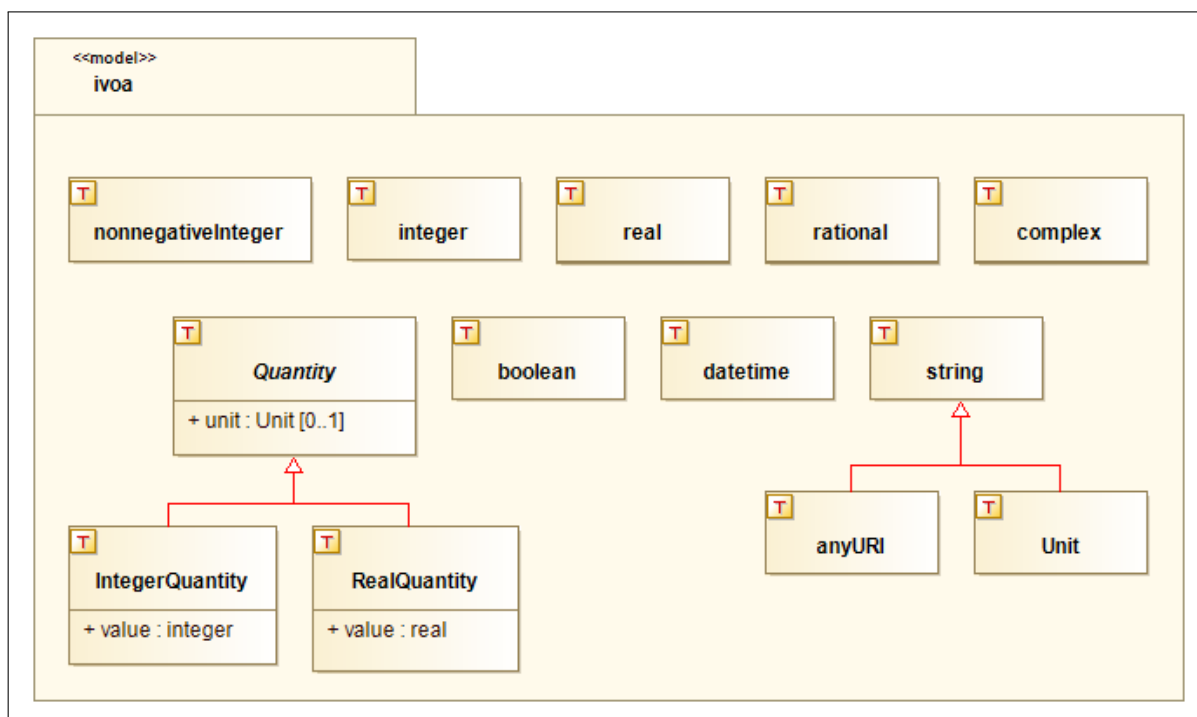 <<model>>
ivoa
T
nonnegativeInteger
T
integer
T
real
T
rational
T
complex
T
Quantity
+ unit : Unit [0..1]
T
boolean
T
datetime
T
string
T
IntegerQuantity
+ value : integer
T
RealQuantity
+ value : real
T
anyURI
T
Unit